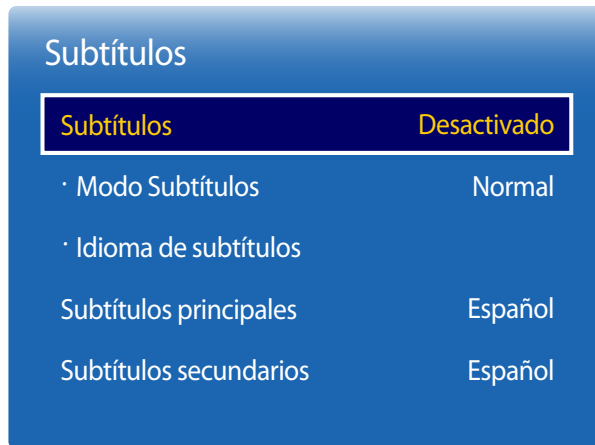 Subtítulos
Subtítulos Desactivado
· Modo Subtítulos Normal
· Idioma de subtítulos
Subtítulos principales Español
Subtítulos secundarios Español